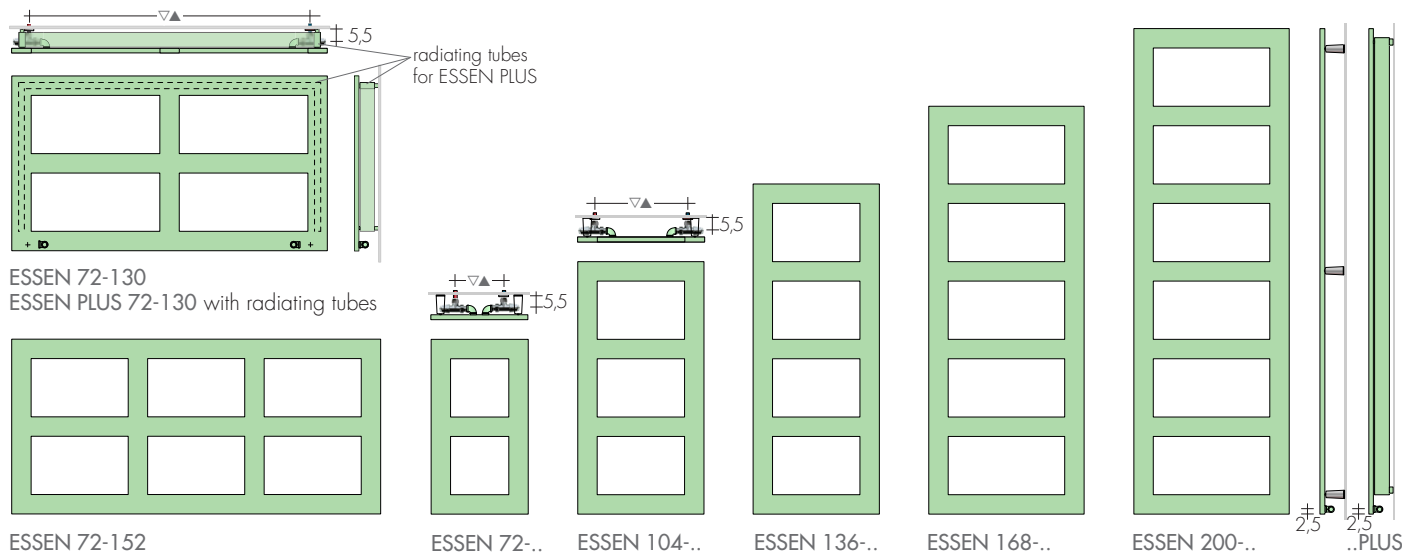 ▽▲
5,5
radiating tubes
for ESSEN PLUS
ESSEN 72-130
ESSEN PLUS 72-130 with radiating tubes
ESSEN 72-152
▽▲
5,5
ESSEN 72-..
▽▲
5,5
ESSEN 104-..
ESSEN 136-..
ESSEN 168-..
ESSEN 200-..
2,5
2,5
..PLUS